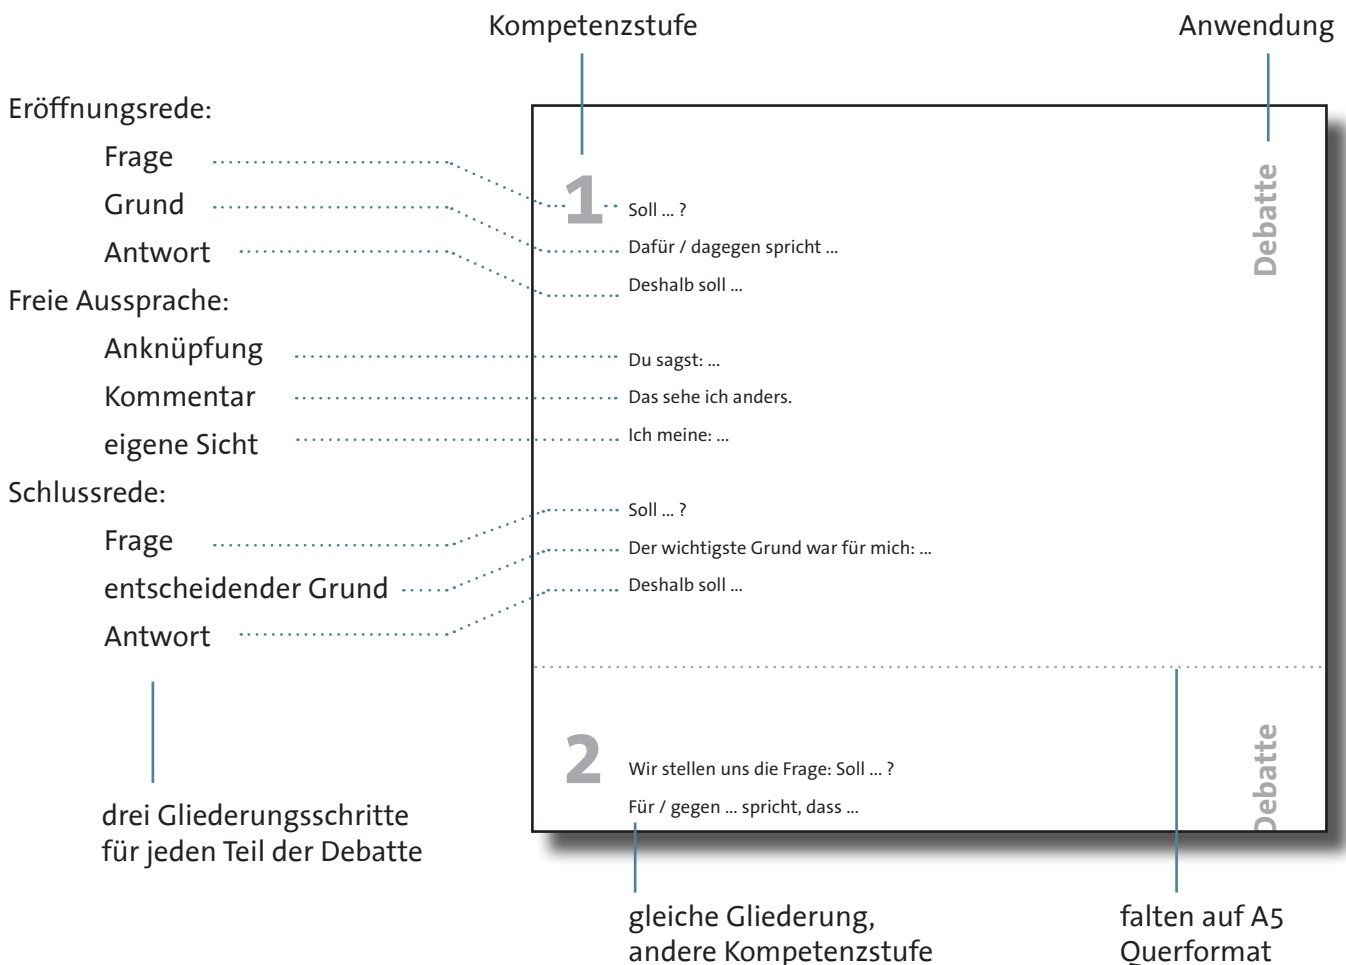 Kompetenzstufe
Anwendung
Eröffnungsrede:
Frage
Grund
Antwort
Freie Aussprache:
Anknüpfung
Kommentar
eigene Sicht
Schlussrede:
Frage
entscheidender Grund
Antwort
drei Gliederungsschritte
für jeden Teil der Debatte
1
Debatte
Soll ... ?
Dafür / dagegen spricht ...
Deshalb soll ...
Du sagst: ...
Das sehe ich anders.
Ich meine: ...
Soll ... ?
Der wichtigste Grund war für mich: ...
Deshalb soll ...
2
Debatte
Wir stellen uns die Frage: Soll ... ?
Für / gegen ... spricht, dass ...
gleiche Gliederung,
andere Kompetenzstufe
falten auf A5
Querformat